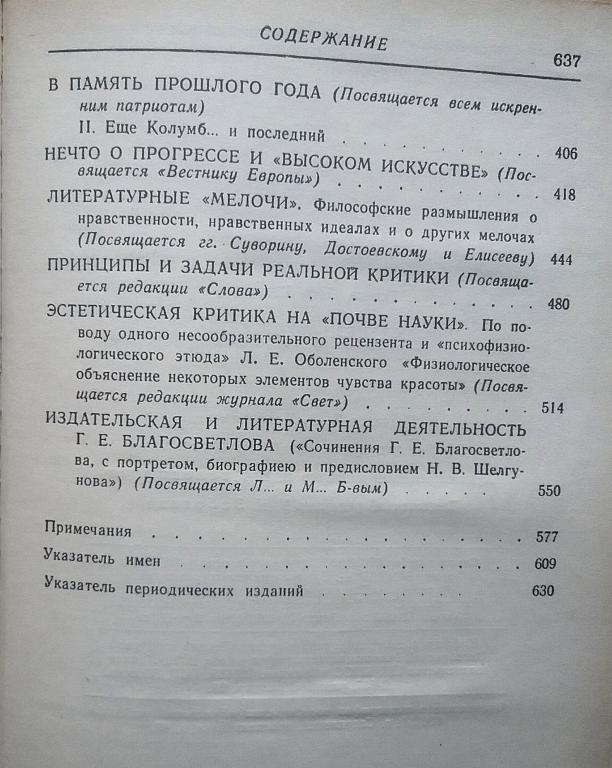 СОДЕРЖАНИЕ
637
В ПАМЯТЬ ПРОШЛОГО ГОДА (Посвящается всем искрен-
ним патриотам)
II. Еще Колумб... и последний . . . . . . . . . . 406
НЕЧТО О ПРОГРЕССЕ И «ВЫСОКОМ ИСКУССТВЕ» (Пос-
вящается «Вестнику Европы») . . . . . . . . . . 418
ЛИТЕРАТУРНЫЕ «МЕЛОЧИ». Философские размышления о
нравственности, нравственных идеалах и о других мелочах
(Посвящается гг. Суворину, Достоевскому и Елисееву) 444
ПРИНЦИПЫ И ЗАДАЧИ РЕАЛЬНОЙ КРИТИКИ (Посвяща-
ется редакции «Слова») . . . . . . . . . . . . 480
ЭСТЕТИЧЕСКАЯ КРИТИКА НА «ПОЧВЕ НАУКИ». По по-
воду одного несообразительного рецензента и «психофизио-
логического этюда» Л. Е. Оболенского «Физиологическое
объяснение некоторых элементов чувства красоты» (Посвя-
щается редакции журнала «Свет») . . . . . . . . 514
ИЗДАТЕЛЬСКАЯ И ЛИТЕРАТУРНАЯ ДЕЯТЕЛЬНОСТЬ
Г. Е. БЛАГОСВЕТЛОВА («Сочинения Г. Е. Благосветло-
ва, с портретом, биографиею и предисловием Н. В. Шелгу-
нова») (Посвящается Л... и М... Б-вым) . . . . . 550
Примечания . . . . . . . . . . . . . . . . 577
Указатель имен . . . . . . . . . . . . . . . 609
Указатель периодических изданий . . . . . . . . 630